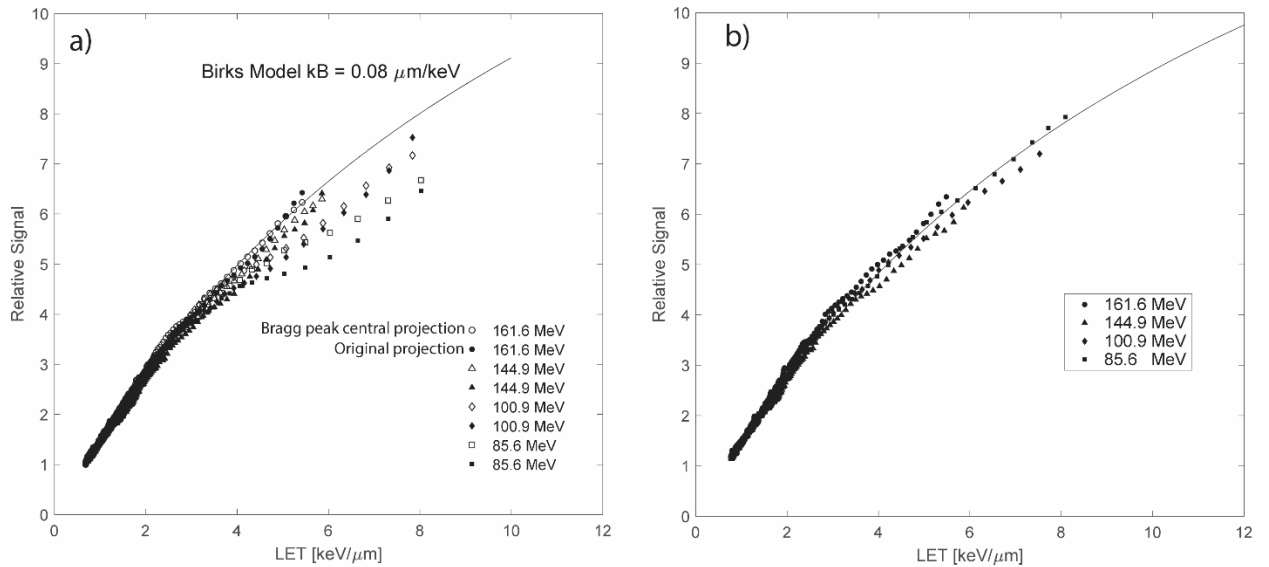 a)
Birks Model kB = 0.08 μm/keV
10
9
8
7
6
5
4
3
2
1
0
Relative Signal
Bragg peak central projection
Original projection
161.6 MeV
161.6 MeV
144.9 MeV
144.9 MeV
100.9 MeV
100.9 MeV
85.6 MeV
85.6 MeV
0 2 4 6 8 10 12
LET [keV/μm]
b)
10
9
8
7
6
5
4
3
2
1
0
Relative Signal
161.6 MeV
144.9 MeV
100.9 MeV
85.6 MeV
0 2 4 6 8 10 12
LET [keV/μm]